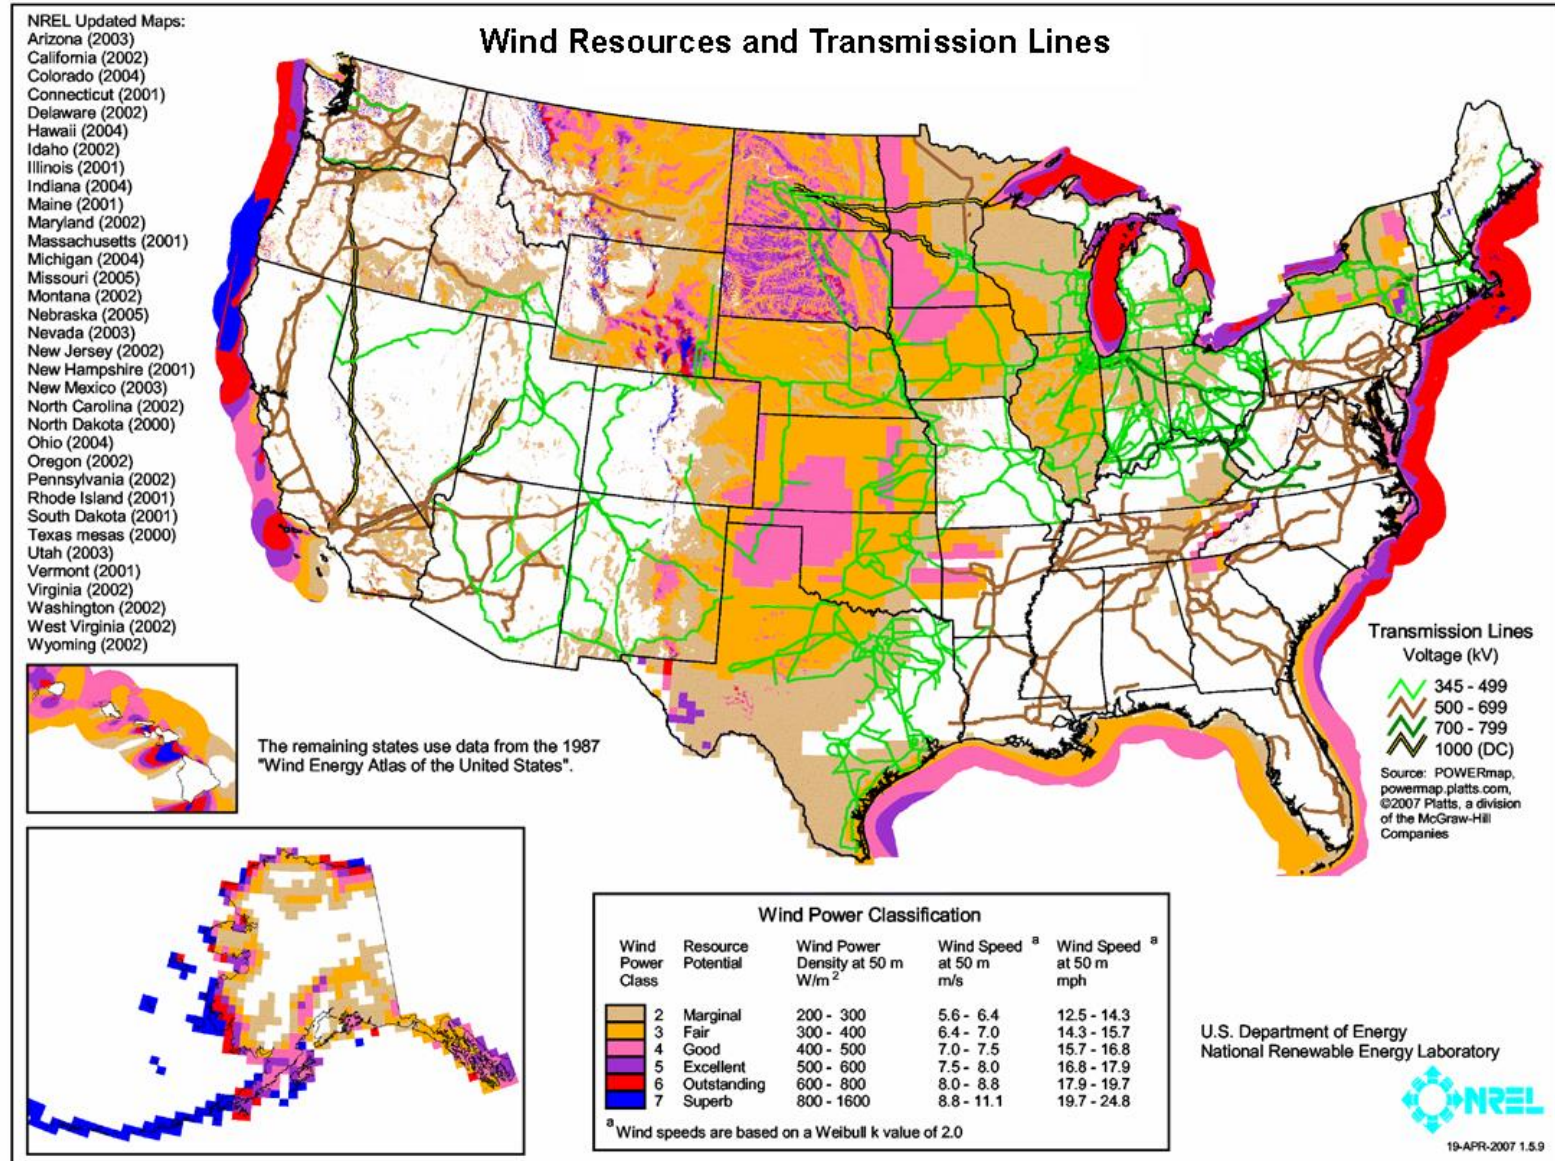 Wind Resources and Transmission Lines
NREL Updated Maps:
Arizona (2003)
California (2002)
Colorado (2004)
Connecticut (2001)
Delaware (2002)
Hawaii (2004)
Idaho (2002)
Illinois (2001)
Indiana (2004)
Maine (2001)
Maryland (2002)
Massachusetts (2001)
Michigan (2004)
Missouri (2005)
Montana (2002)
Nebraska (2005)
Nevada (2003)
New Jersey (2002)
New Hampshire (2001)
New Mexico (2003)
North Carolina (2002)
North Dakota (2000)
Ohio (2004)
Oregon (2002)
Pennsylvania (2002)
Rhode Island (2001)
South Dakota (2001)
Texas mesas (2000)
Utah (2003)
Vermont (2001)
Virginia (2002)
Washington (2002)
West Virginia (2002)
Wyoming (2002)
The remaining states use data from the 1987
"Wind Energy Atlas of the United States".
Transmission Lines
Voltage (kV)
345 - 499
500 - 699
700 - 799
1000 (DC)
Source: POWERmap,
powermap.platts.com,
©2007 Platts, a division
of the McGraw-Hill
Companies
Wind Power Classification
Wind Resource Wind Power Wind Speed a Wind Speed a
Power Potential Density at 50 m at 50 m at 50 m
Class W/m 2 m/s mph
2 Marginal 200 - 300 5.6 - 6.4 12.5 - 14.3
3 Fair 300 - 400 6.4 - 7.0 14.3 - 15.7
4 Good 400 - 500 7.0 - 7.5 15.7 - 16.8
5 Excellent 500 - 600 7.5 - 8.0 16.8 - 17.9
6 Outstanding 600 - 800 8.0 - 8.8 17.9 - 19.7
7 Superb 800 - 1600 8.8 - 11.1 19.7 - 24.8
a Wind speeds are based on a Weibull k value of 2.0
U.S. Department of Energy
National Renewable Energy Laboratory
NREL
19-APR-2007 1.5.9